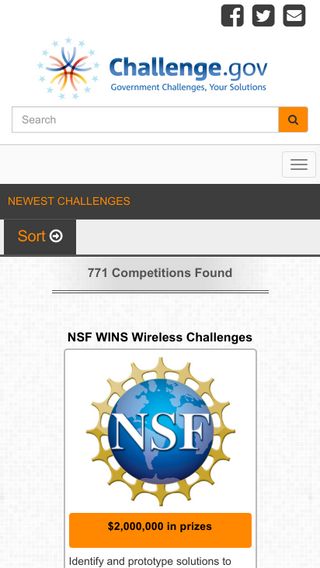 Challenge.gov
Government Challenges, Your Solutions
Search
NEWEST CHALLENGES
Sort
771 Competitions Found
NSF WINS Wireless Challenges
NSF
$2,000,000 in prizes
Identify and prototype solutions to